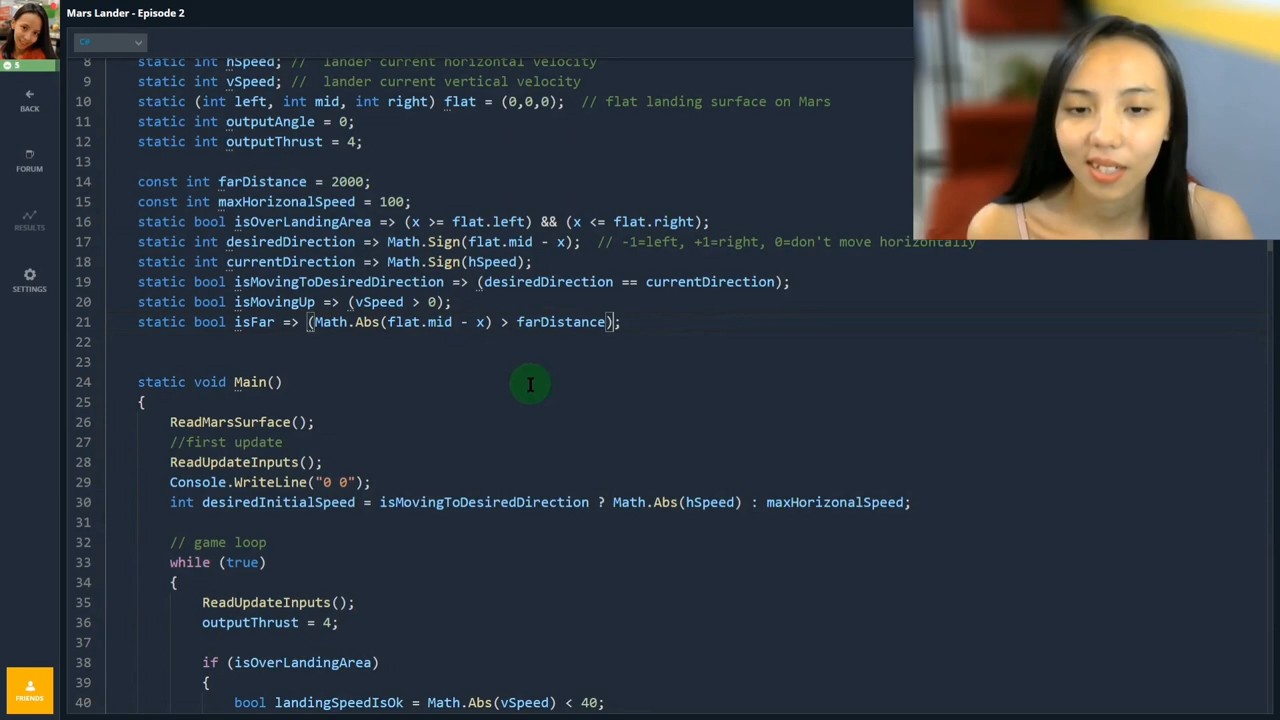 Mars Lander - Episode 2
C#
5
BACK
FORUM
RESULTS
SETTINGS
FRIENDS
8 static int hSpeed; // lander current horizontal velocity
9 static int vSpeed; // lander current vertical velocity
10 static (int left, int mid, int right) flat = (0,0,0); // flat landing surface on Mars
11 static int outputAngle = 0;
12 static int outputThrust = 4;
13
14 const int farDistance = 2000;
15 const int maxHorizonalSpeed = 100;
16 static bool isOverLandingArea => (x >= flat.left) && (x <= flat.right);
17 static int desiredDirection => Math.Sign(flat.mid - x); // -1=left, +1=right, 0=don't move horizontally
18 static int currentDirection => Math.Sign(hSpeed);
19 static bool isMovingToDesiredDirection => (desiredDirection == currentDirection);
20 static bool isMovingUp => (vSpeed > 0);
21 static bool isFar => (Math.Abs(flat.mid - x) > farDistance);
22
23
24 static void Main()
25 {
26 ReadMarsSurface();
27 //first update
28 ReadUpdateInputs();
29 Console.WriteLine("0 0");
30 int desiredInitialSpeed = isMovingToDesiredDirection ? Math.Abs(hSpeed) : maxHorizonalSpeed;
31
32 // game loop
33 while (true)
34 {
35 ReadUpdateInputs();
36 outputThrust = 4;
37
38 if (isOverLandingArea)
39 {
40 bool landingSpeedIsOk = Math.Abs(vSpeed) < 40;